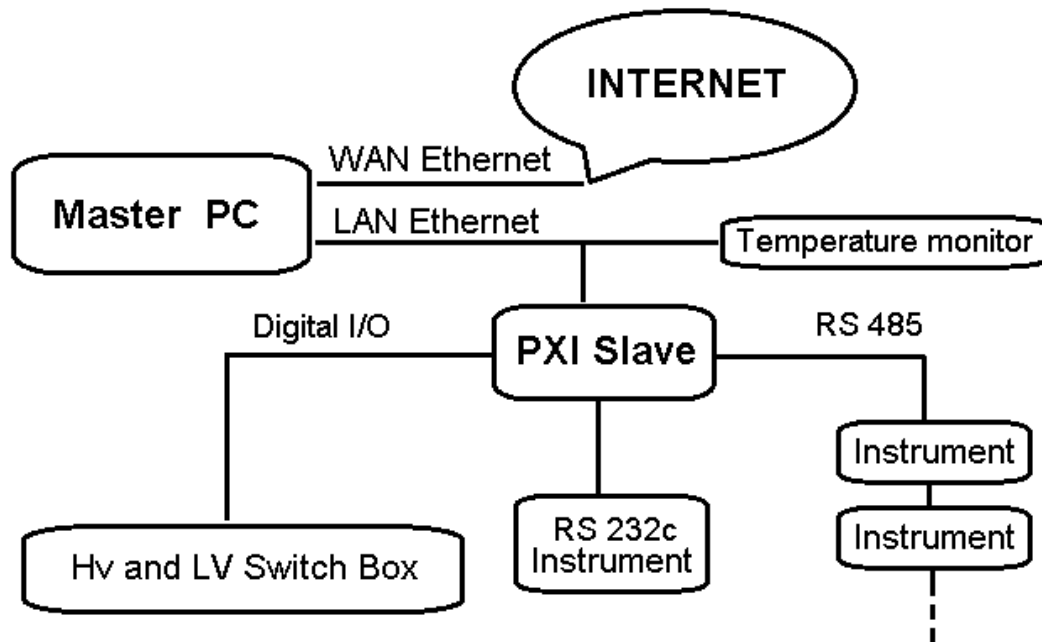 INTERNET
WAN Ethernet
Master PC
LAN Ethernet
Temperature monitor
Digital I/O
RS 485
PXI Slave
Instrument
RS 232c
Instrument
Instrument
Hv and LV Switch Box